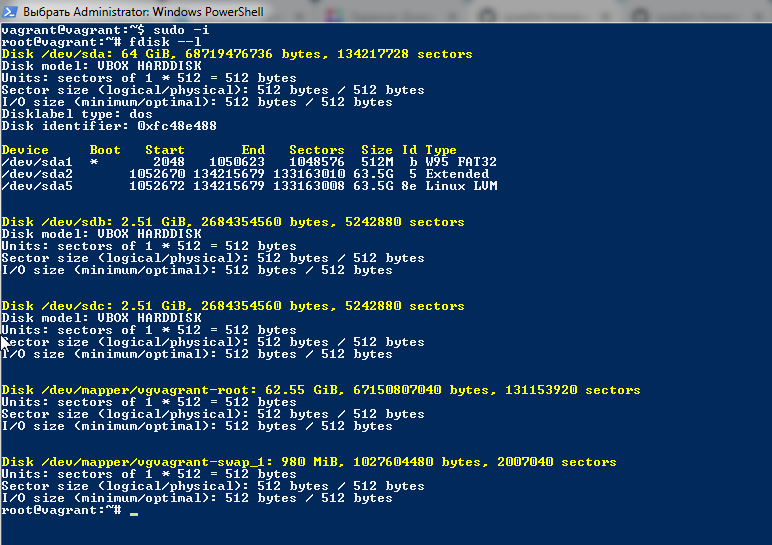 Выбрать Administrator: Windows PowerShell
vagrant@vagrant:~$ sudo -i
root@vagrant:~# fdisk --l
Disk /dev/sda: 64 GiB, 68719476736 bytes, 134217728 sectors
Disk model: VBOX HARDDISK
Units: sectors of 1 * 512 = 512 bytes
Sector size (logical/physical): 512 bytes / 512 bytes
I/O size (minimum/optimal): 512 bytes / 512 bytes
Disklabel type: dos
Disk identifier: 0xfc48e488
Device     Boot   Start       End   Sectors  Size Id Type
/dev/sda1  *       2048   1050623   1048576  512M  b W95 FAT32
/dev/sda2       1052670 134215679 133163010 63.5G  5 Extended
/dev/sda5       1052672 134215679 133163008 63.5G 8e Linux LVM
Disk /dev/sdb: 2.51 GiB, 2684354560 bytes, 5242880 sectors
Disk model: VBOX HARDDISK
Units: sectors of 1 * 512 = 512 bytes
Sector size (logical/physical): 512 bytes / 512 bytes
I/O size (minimum/optimal): 512 bytes / 512 bytes
Disk /dev/sdc: 2.51 GiB, 2684354560 bytes, 5242880 sectors
Disk model: VBOX HARDDISK
Units: sectors of 1 * 512 = 512 bytes
Sector size (logical/physical): 512 bytes / 512 bytes
I/O size (minimum/optimal): 512 bytes / 512 bytes
Disk /dev/mapper/vgvagrant-root: 62.55 GiB, 67150807040 bytes, 131153920 sectors
Units: sectors of 1 * 512 = 512 bytes
Sector size (logical/physical): 512 bytes / 512 bytes
I/O size (minimum/optimal): 512 bytes / 512 bytes
Disk /dev/mapper/vgvagrant-swap_1: 980 MiB, 1027604480 bytes, 2007040 sectors
Units: sectors of 1 * 512 = 512 bytes
Sector size (logical/physical): 512 bytes / 512 bytes
I/O size (minimum/optimal): 512 bytes / 512 bytes
root@vagrant:~#